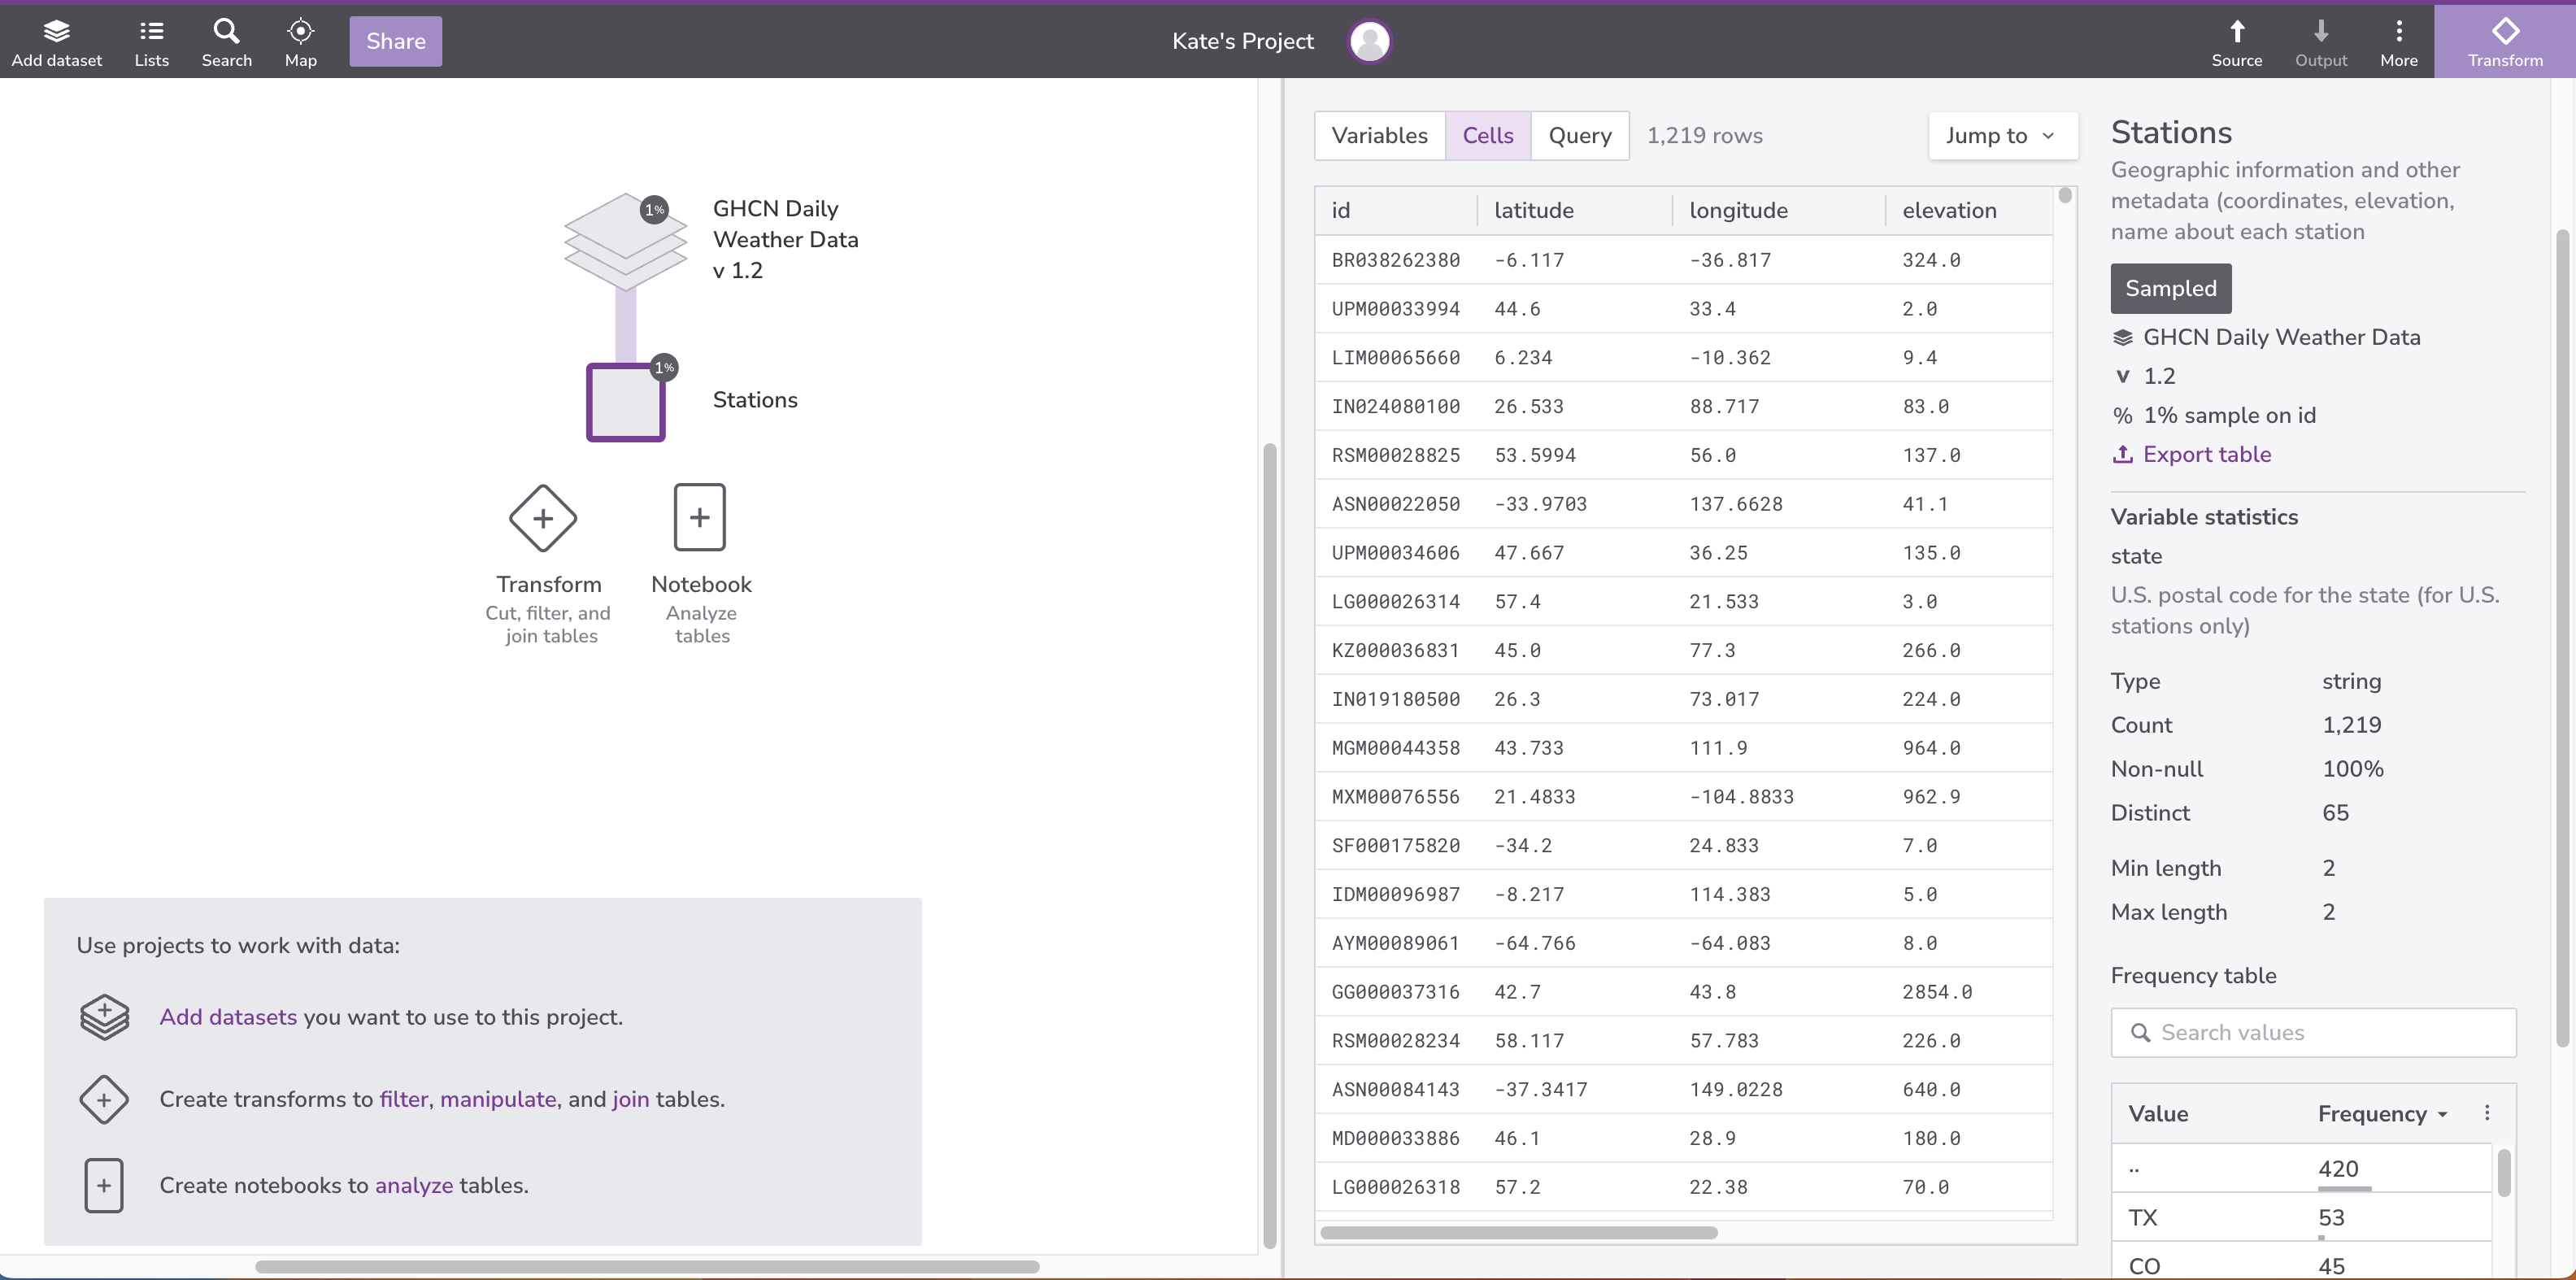 Add dataset
Lists
Search
Map
Share
Kate's Project
Source
Output
More
Transform
1%
GHCN Daily
Weather Data
v 1.2
1%
Stations
Transform
Cut, filter, and
join tables
Notebook
Analyze
tables
Use projects to work with data:
Add datasets you want to use to this project.
Create transforms to filter, manipulate, and join tables.
Create notebooks to analyze tables.
Variables Cells Query 1,219 rows Jump to
id latitude longitude elevation
BR038262380 -6.117 -36.817 324.0
UPM00033994 44.6 33.4 2.0
LIM00065660 6.234 -10.362 9.4
IN024080100 26.533 88.717 83.0
RSM00028825 53.5994 56.0 137.0
ASN00022050 -33.9703 137.6628 41.1
UPM00034606 47.667 36.25 135.0
LG000026314 57.4 21.533 3.0
KZ000036831 45.0 77.3 266.0
IN019180500 26.3 73.017 224.0
MGM00044358 43.733 111.9 964.0
MXM00076556 21.4833 -104.8833 962.9
SF000175820 -34.2 24.833 7.0
IDM00096987 -8.217 114.383 5.0
AYM00089061 -64.766 -64.083 8.0
GG000037316 42.7 43.8 2854.0
RSM00028234 58.117 57.783 226.0
ASN00084143 -37.3417 149.0228 640.0
MD000033886 46.1 28.9 180.0
LG000026318 57.2 22.38 70.0
Stations
Geographic information and other
metadata (coordinates, elevation,
name about each station
Sampled
GHCN Daily Weather Data
v 1.2
% 1% sample on id
Export table
Variable statistics
state
U.S. postal code for the state (for U.S.
stations only)
Type string
Count 1,219
Non-null 100%
Distinct 65
Min length 2
Max length 2
Frequency table
Search values
Value Frequency
.. 420
TX 53
CO 45